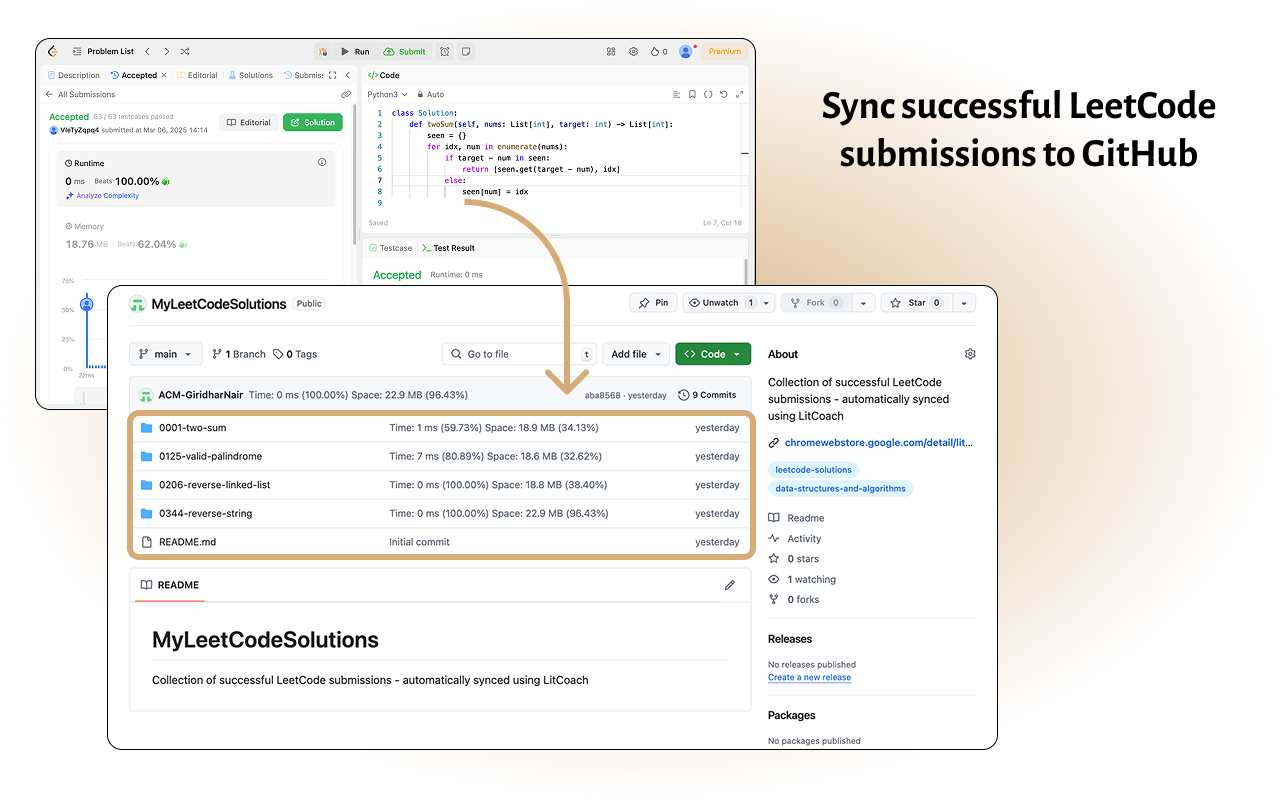 Sync successful LeetCode
submissions to GitHub
Problem List
Run
Submit
0
Premium
Description
Accepted
Editorial
Solutions
Submiss
All Submissions
Accepted 63 / 63 testcases passed
submitted at Mar 06, 2025 14:14
Editorial
Solution
Runtime
0 ms Beats 100.00%
Analyze Complexity
Memory
18.76 MB Beats 62.04%
75%
50%
25%
0%
22ms
</> Code
Python3
Auto
1 class Solution:
2 def twoSum(self, nums: List[int], target: int) -> List[int]:
3 seen = {}
4 for idx, num in enumerate(nums):
5 if target - num in seen:
6 return [seen.get(target - num), idx]
7 else:
8 seen[num] = idx
9
Saved
Ln 7, Col 18
Testcase
>_ Test Result
Accepted Runtime: 0 ms
MyLeetCodeSolutions Public
Pin
Unwatch 1
Fork 0
Star 0
main
1 Branch
0 Tags
Go to file t
Add file
<> Code
ACM-GiridharNair Time: 0 ms (100.00%) Space: 22.9 MB (96.43%) aba8568 · yesterday 9 Commits
0001-two-sum Time: 1 ms (59.73%) Space: 18.9 MB (34.13%) yesterday
0125-valid-palindrome Time: 7 ms (80.89%) Space: 18.6 MB (32.62%) yesterday
0206-reverse-linked-list Time: 0 ms (100.00%) Space: 18.8 MB (38.40%) yesterday
0344-reverse-string Time: 0 ms (100.00%) Space: 22.9 MB (96.43%) yesterday
README.md Initial commit yesterday
README
MyLeetCodeSolutions
Collection of successful LeetCode submissions - automatically synced using LitCoach
About
Collection of successful LeetCode
submissions - automatically synced
using LitCoach
chromewebstore.google.com/detail/lit...
leetcode-solutions
data-structures-and-algorithms
Readme
Activity
0 stars
1 watching
0 forks
Releases
No releases published
Create a new release
Packages
No packages published